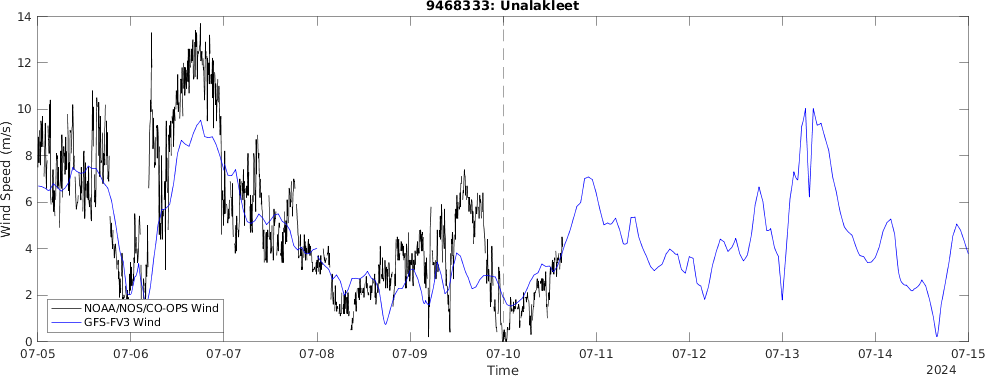 9468333: Unalakleet
14
12
10
8
6
4
2
0
Wind Speed (m/s)
NOAA/NOS/CO-OPS Wind
GFS-FV3 Wind
07-05 07-06 07-07 07-08 07-09 07-10 07-11 07-12 07-13 07-14 07-15
Time
2024